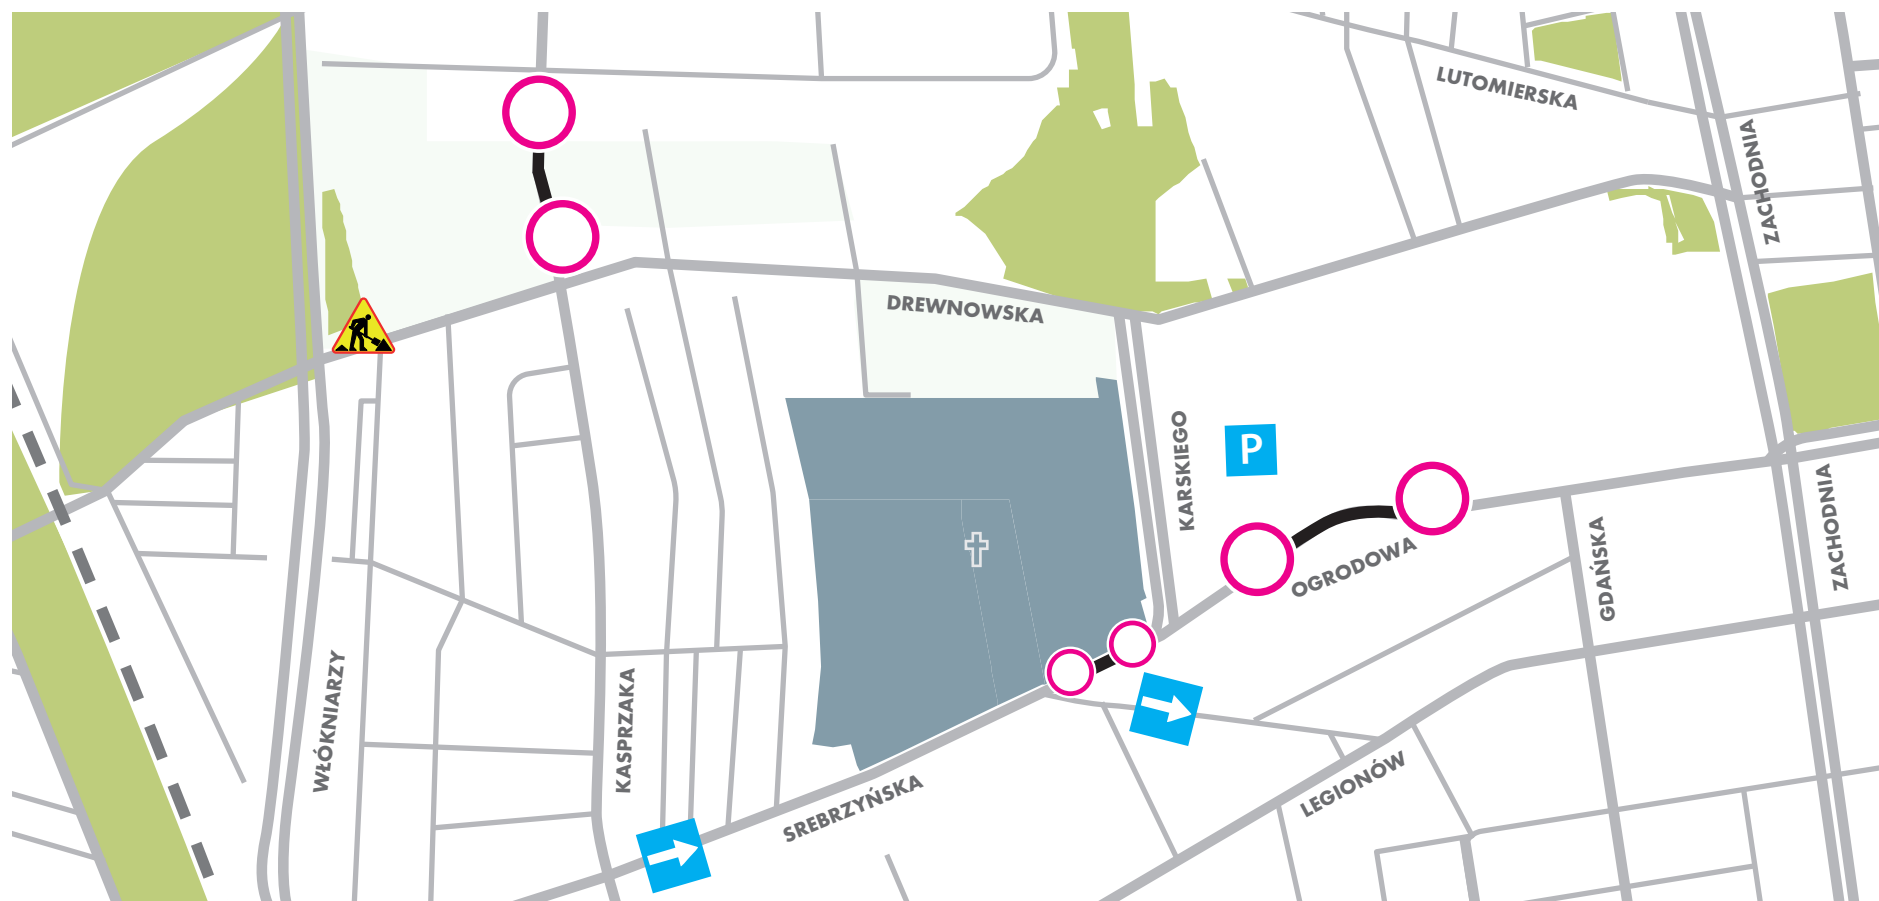 LUTOMIERSKA
ZACHODNIA
DREWNOWSKA
KARSKIEGO
P
ZACHODNIA
OGRODOWA
GDAŃSKA
WŁÓKNIARZY
KASPRZAKA
SREBRZYŃSKA
LEGIONÓW